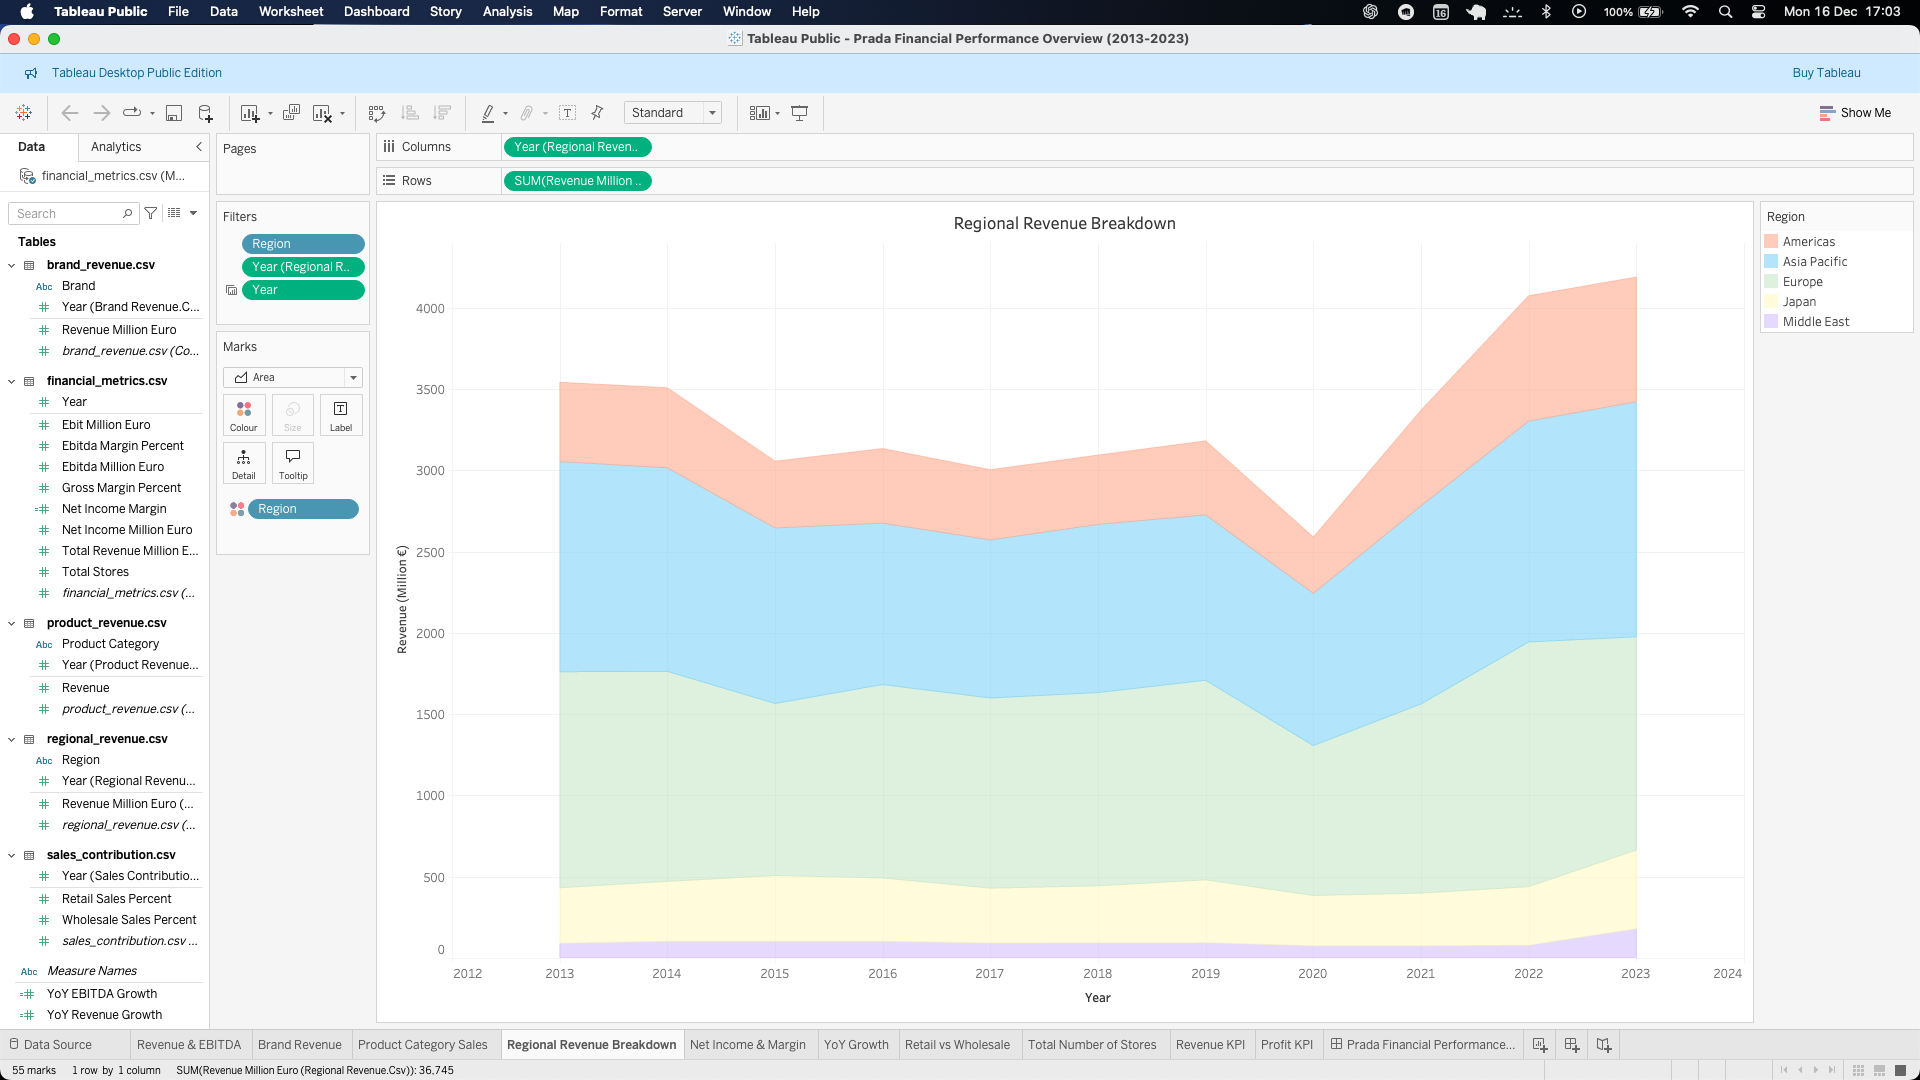 Tableau Public File Data Worksheet Dashboard Story Analysis Map Format Server Window Help 16 100% Mon 16 Dec 17:03
Tableau Public - Prada Financial Performance Overview (2013-2023)
Tableau Desktop Public Edition Buy Tableau
Standard Show Me
Data Analytics
financial_metrics.csv (M...
Search
Tables
brand_revenue.csv
Abc Brand
Year (Brand Revenue.C...
Revenue Million Euro
brand_revenue.csv (Co...
financial_metrics.csv
Year
Ebit Million Euro
Ebitda Margin Percent
Ebitda Million Euro
Gross Margin Percent
Net Income Margin
Net Income Million Euro
Total Revenue Million E...
Total Stores
financial_metrics.csv (...
product_revenue.csv
Abc Product Category
Year (Product Revenue...
Revenue
product_revenue.csv (...
regional_revenue.csv
Abc Region
Year (Regional Revenu...
Revenue Million Euro (...
regional_revenue.csv (...
sales_contribution.csv
Year (Sales Contributio...
Retail Sales Percent
Wholesale Sales Percent
sales_contribution.csv ...
Abc Measure Names
YoY EBITDA Growth
YoY Revenue Growth
Pages
Filters
Region
Year (Regional R..
Year
Marks
Area
Colour Size Label
Detail Tooltip
Region
Columns Year (Regional Reven..
Rows SUM(Revenue Million ..
Regional Revenue Breakdown
4000
3500
3000
2500
2000
1500
1000
500
0
Revenue (Million €)
2012 2013 2014 2015 2016 2017 2018 2019 2020 2021 2022 2023 2024
Year
Region
Americas
Asia Pacific
Europe
Japan
Middle East
Data Source Revenue & EBITDA Brand Revenue Product Category Sales Regional Revenue Breakdown Net Income & Margin YoY Growth Retail vs Wholesale Total Number of Stores Revenue KPI Profit KPI Prada Financial Performance...
55 marks 1 row by 1 column SUM(Revenue Million Euro (Regional Revenue.Csv)): 36,745